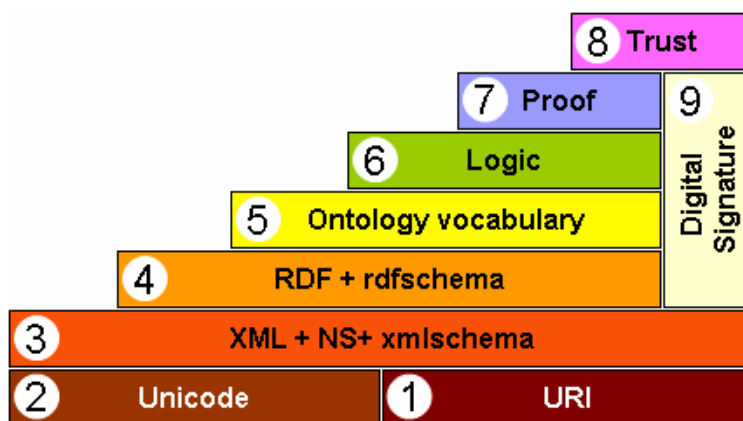 8 Trust
7 Proof
9 Digital Signature
6 Logic
5 Ontology vocabulary
4 RDF + rdfschema
3 XML + NS+ xmlschema
2 Unicode
1 URI